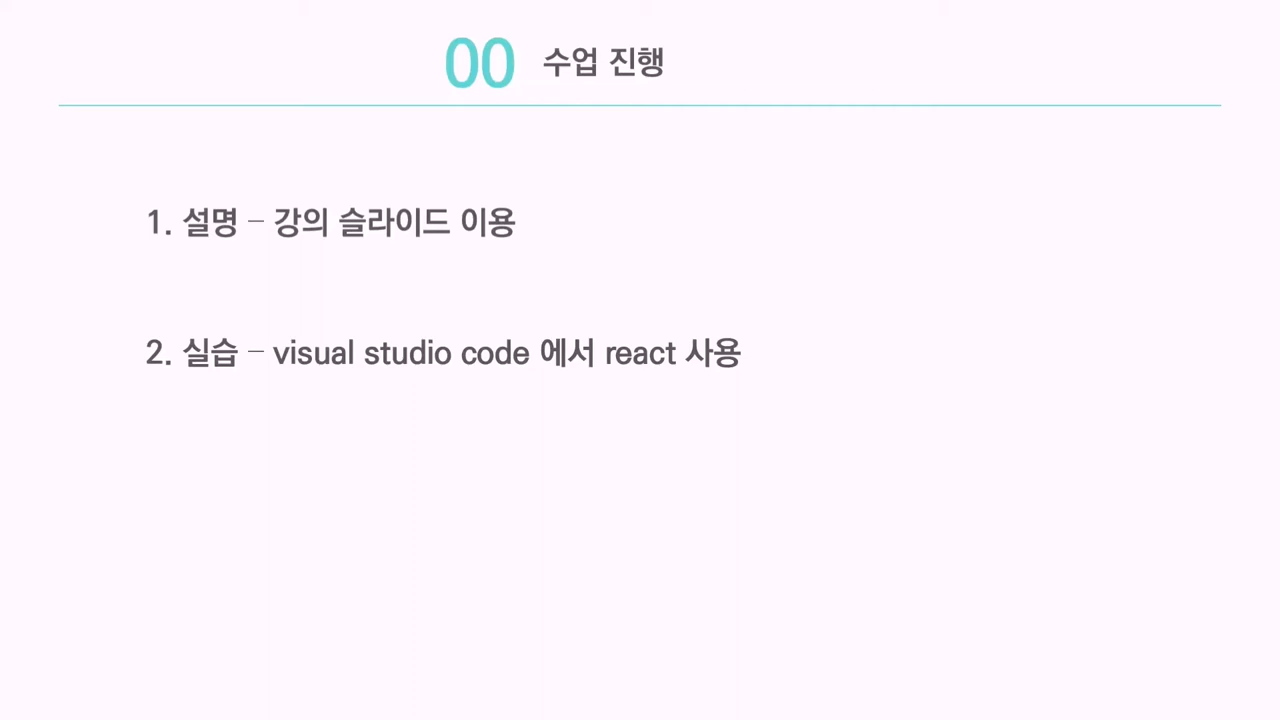 00 수업 진행
1. 설명 – 강의 슬라이드 이용
2. 실습 – visual studio code 에서 react 사용